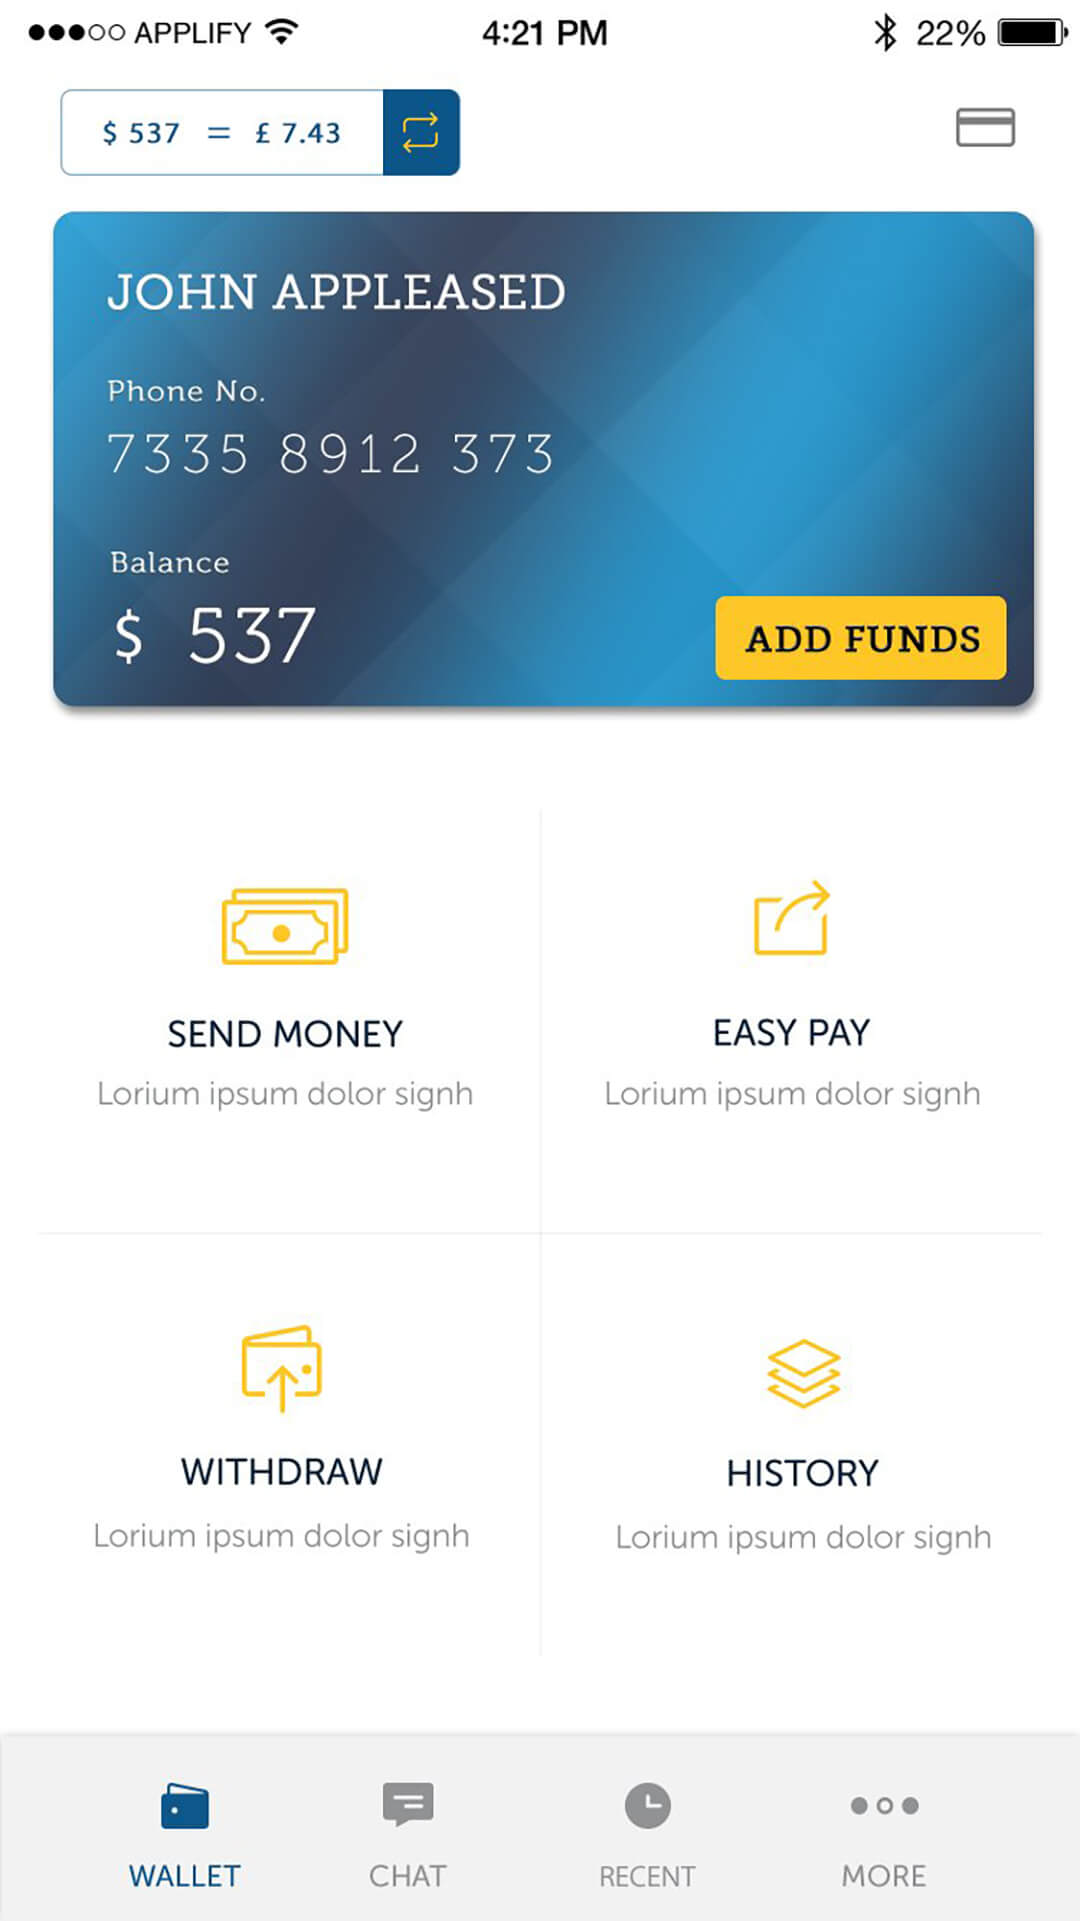 APPLIFY 4:21 PM 22%
$ 537 = £ 7.43
JOHN APPLEASED
Phone No.
7335 8912 373
Balance
$ 537
ADD FUNDS
SEND MONEY
Lorium ipsum dolor signh
EASY PAY
Lorium ipsum dolor signh
WITHDRAW
Lorium ipsum dolor signh
HISTORY
Lorium ipsum dolor signh
WALLET CHAT RECENT MORE